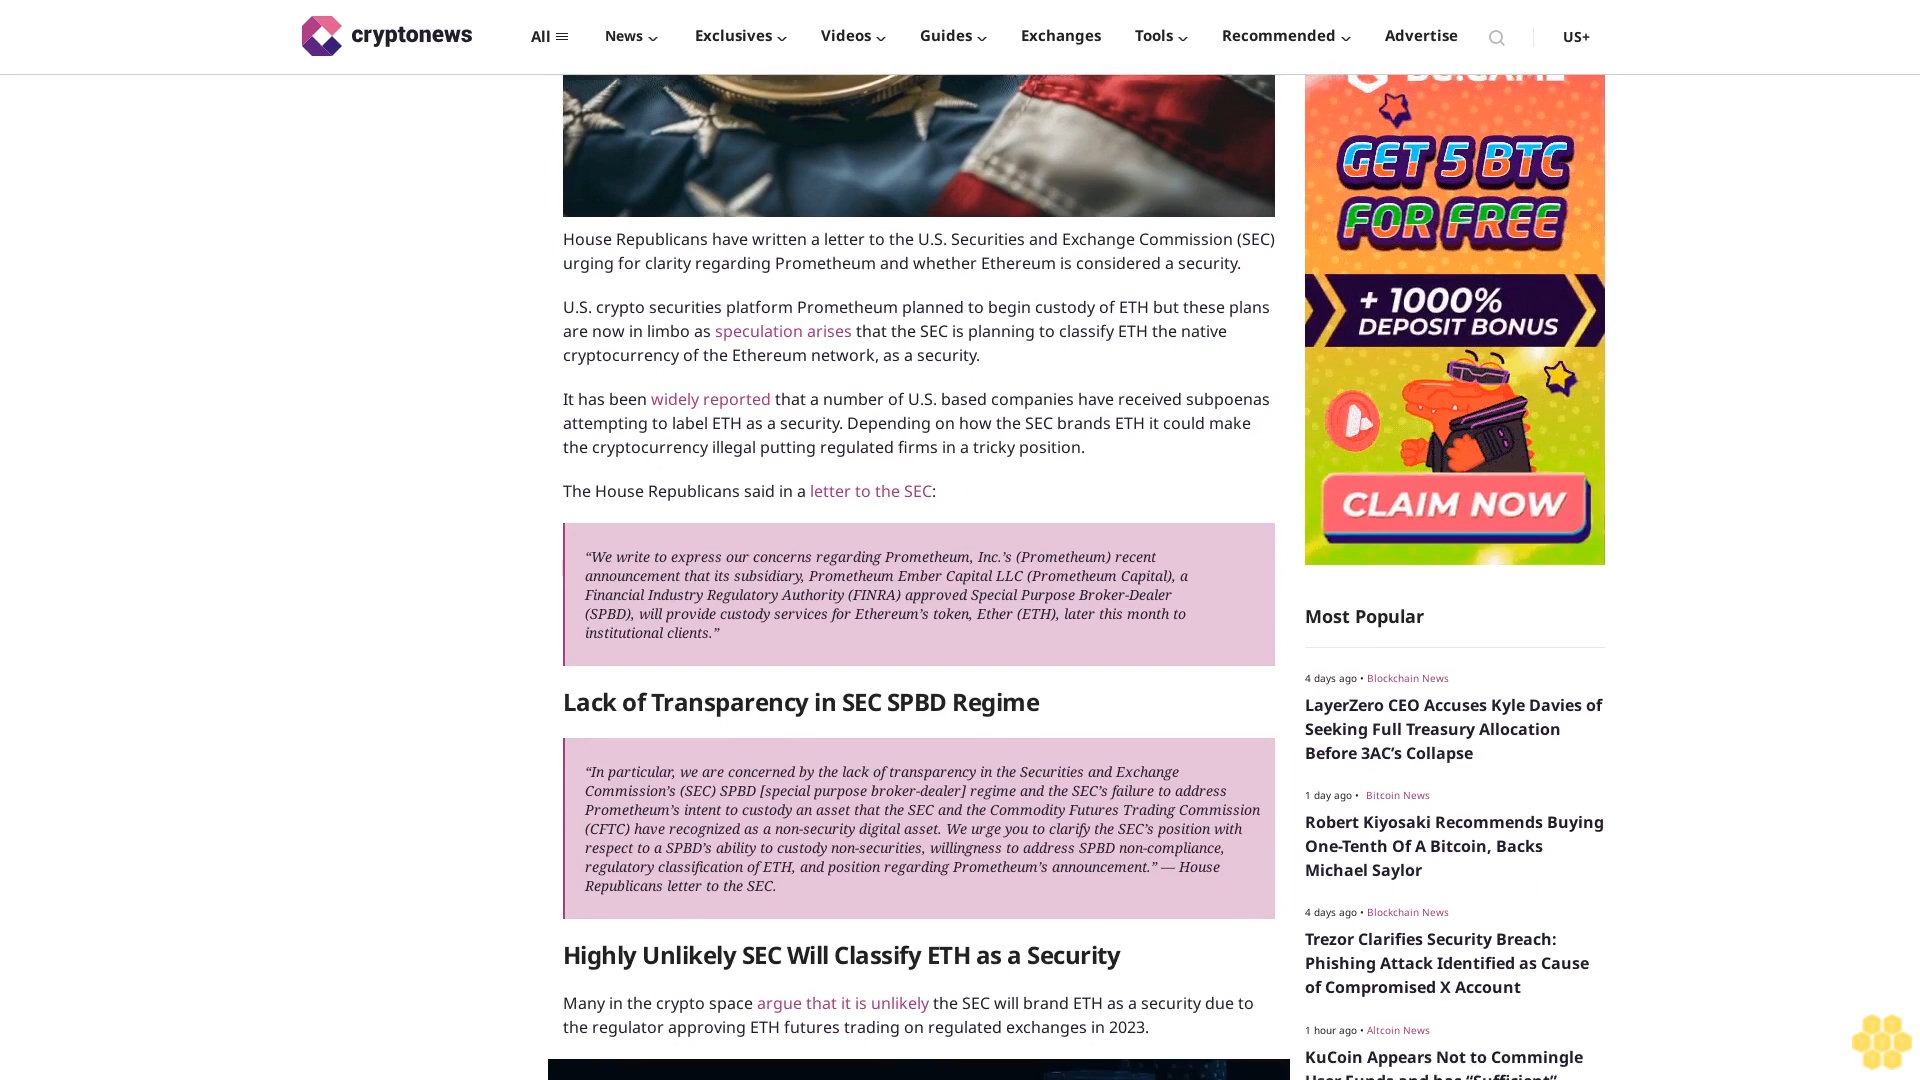 cryptonews
All
News
Exclusives
Videos
Guides
Exchanges
Tools
Recommended
Advertise
US+
House Republicans have written a letter to the U.S. Securities and Exchange Commission (SEC)
urging for clarity regarding Prometheum and whether Ethereum is considered a security.
U.S. crypto securities platform Prometheum planned to begin custody of ETH but these plans
are now in limbo as speculation arises that the SEC is planning to classify ETH the native
cryptocurrency of the Ethereum network, as a security.
It has been widely reported that a number of U.S. based companies have received subpoenas
attempting to label ETH as a security. Depending on how the SEC brands ETH it could make
the cryptocurrency illegal putting regulated firms in a tricky position.
The House Republicans said in a letter to the SEC:
“We write to express our concerns regarding Prometheum, Inc.’s (Prometheum) recent
announcement that its subsidiary, Prometheum Ember Capital LLC (Prometheum Capital), a
Financial Industry Regulatory Authority (FINRA) approved Special Purpose Broker-Dealer
(SPBD), will provide custody services for Ethereum’s token, Ether (ETH), later this month to
institutional clients.”
Lack of Transparency in SEC SPBD Regime
“In particular, we are concerned by the lack of transparency in the Securities and Exchange
Commission’s (SEC) SPBD [special purpose broker-dealer] regime and the SEC’s failure to address
Prometheum’s intent to custody an asset that the SEC and the Commodity Futures Trading Commission
(CFTC) have recognized as a non-security digital asset. We urge you to clarify the SEC’s position with
respect to a SPBD’s ability to custody non-securities, willingness to address SPBD non-compliance,
regulatory classification of ETH, and position regarding Prometheum’s announcement.” — House
Republicans letter to the SEC.
Highly Unlikely SEC Will Classify ETH as a Security
Many in the crypto space argue that it is unlikely the SEC will brand ETH as a security due to
the regulator approving ETH futures trading on regulated exchanges in 2023.
BC.GAME
GET 5 BTC
FOR FREE
+ 1000%
DEPOSIT BONUS
CLAIM NOW
Most Popular
4 days ago • Blockchain News
LayerZero CEO Accuses Kyle Davies of
Seeking Full Treasury Allocation
Before 3AC’s Collapse
1 day ago • Bitcoin News
Robert Kiyosaki Recommends Buying
One-Tenth Of A Bitcoin, Backs
Michael Saylor
4 days ago • Blockchain News
Trezor Clarifies Security Breach:
Phishing Attack Identified as Cause
of Compromised X Account
1 hour ago • Altcoin News
KuCoin Appears Not to Commingle
User Funds and has “Sufficient”